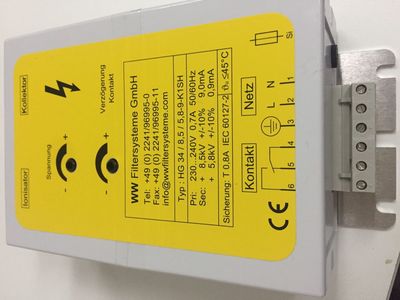 Ionisator
Kollektor
Spannung
Verzögerung
Kontakt
- +
- +
WW Filtersysteme GmbH
Tel: +49 (0) 2241/96995-0
Fax: +49 (0) 2241/96995-11
info@wwfiltersysteme.com
Typ: HG 34 / 8,5 / 5,8-9-K1SH
Pri: 230...240V 0,7A 50/60Hz
Sec: + 8,5kV +/-10% 9,0mA
+ 5,8kV +/-10% 0,9mA
Sicherung: T 0.8A IEC 60127-2 ≤45°C
Kontakt
Netz
Si
L N
6 5 4 3 2 1
CE